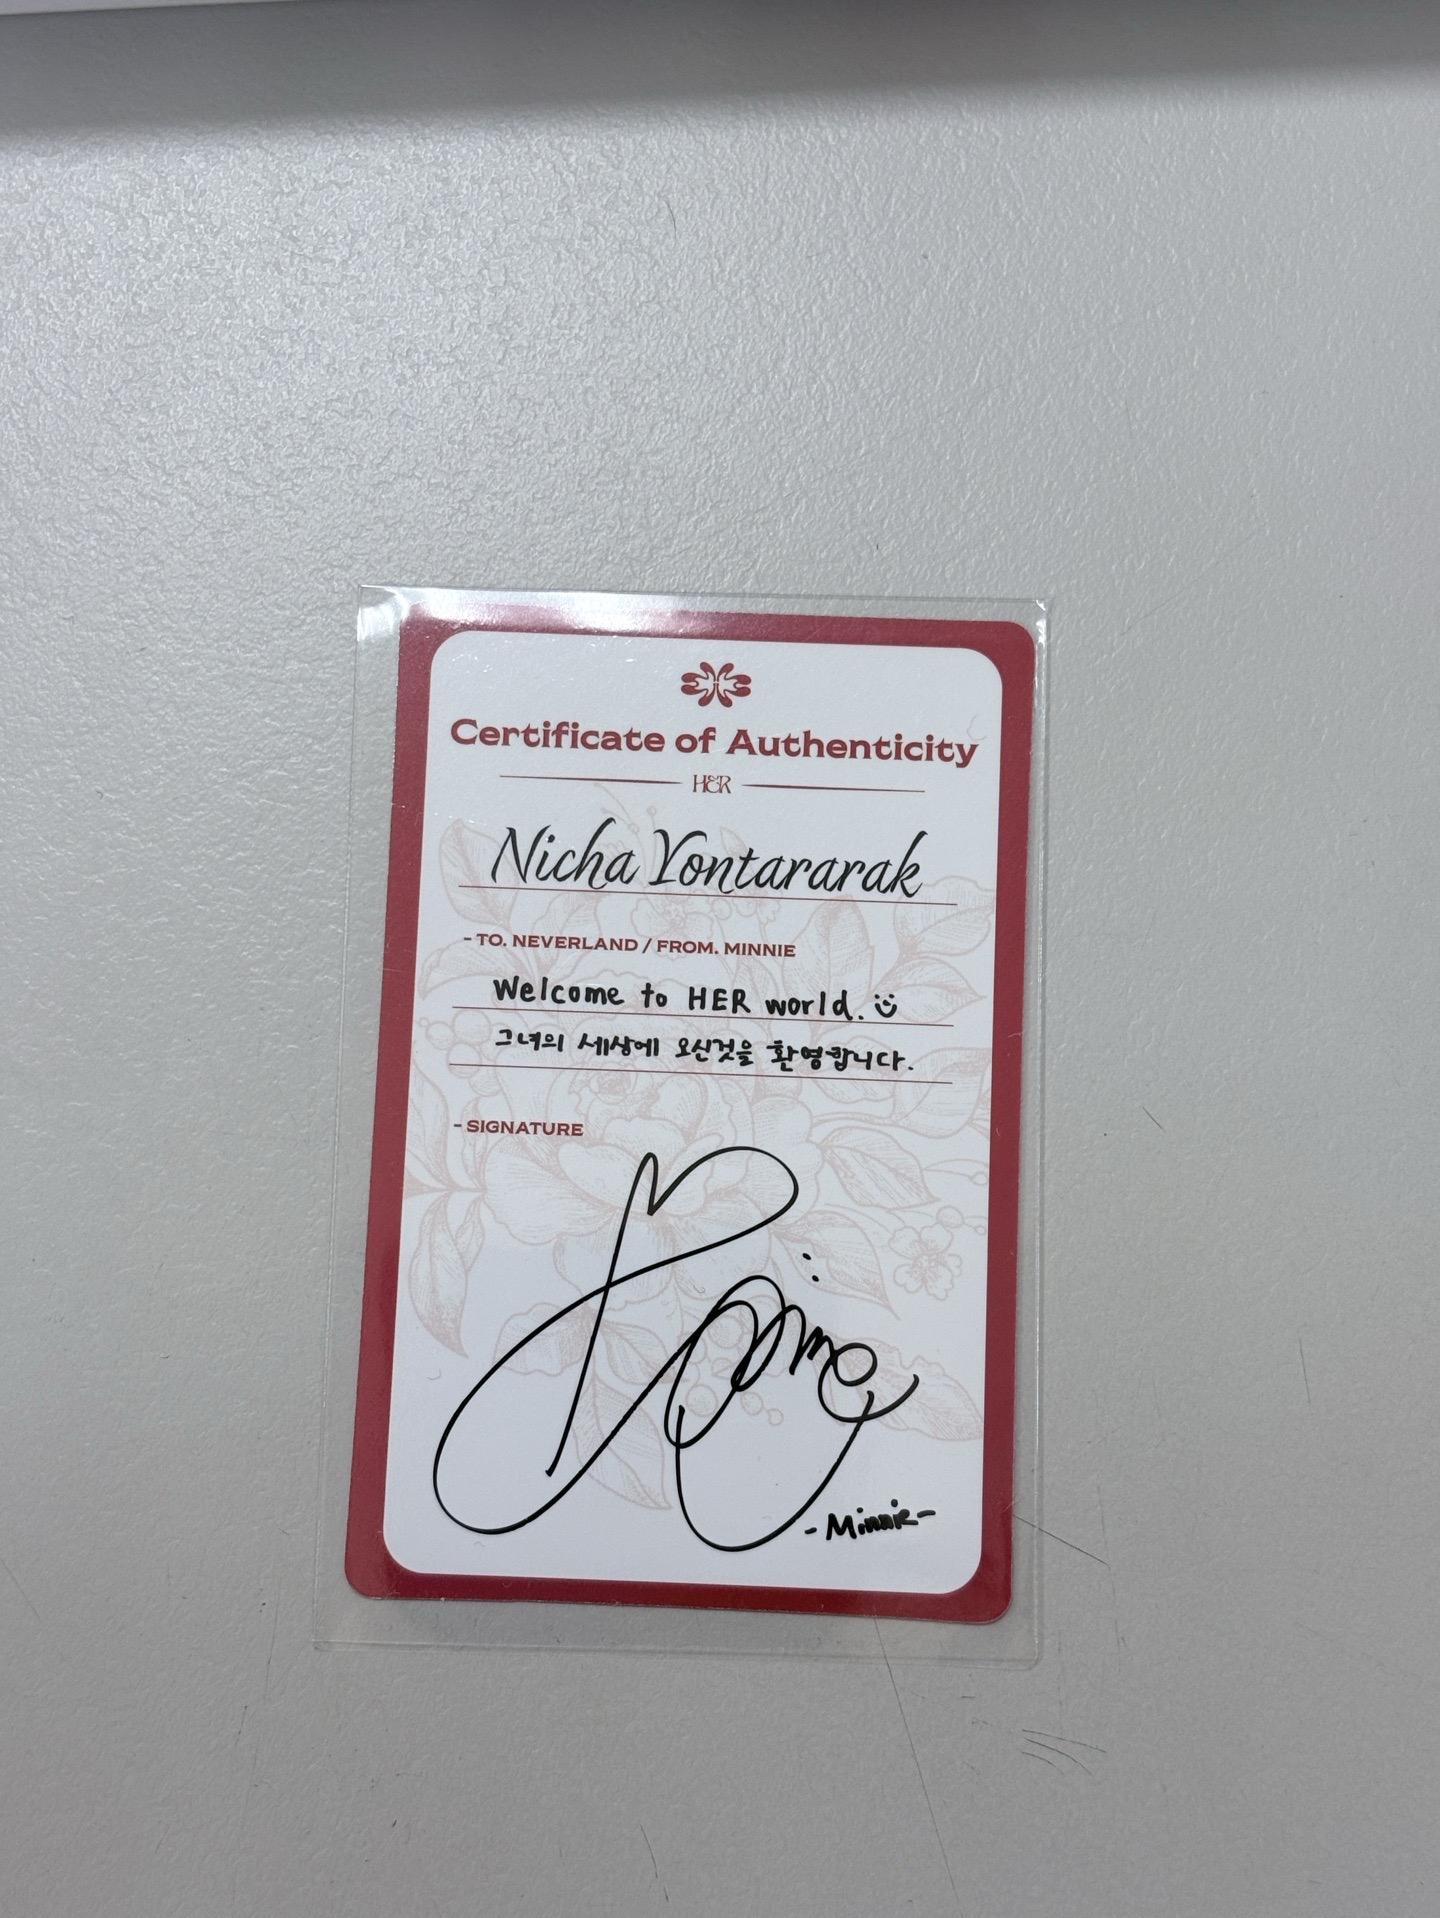 Certificate of Authenticity
HER
Nicha Yontararak
- TO. NEVERLAND / FROM. MINNIE
Welcome to HER world.
그녀의 세상에 오신것을 환영합니다.
- SIGNATURE
-Minnie-